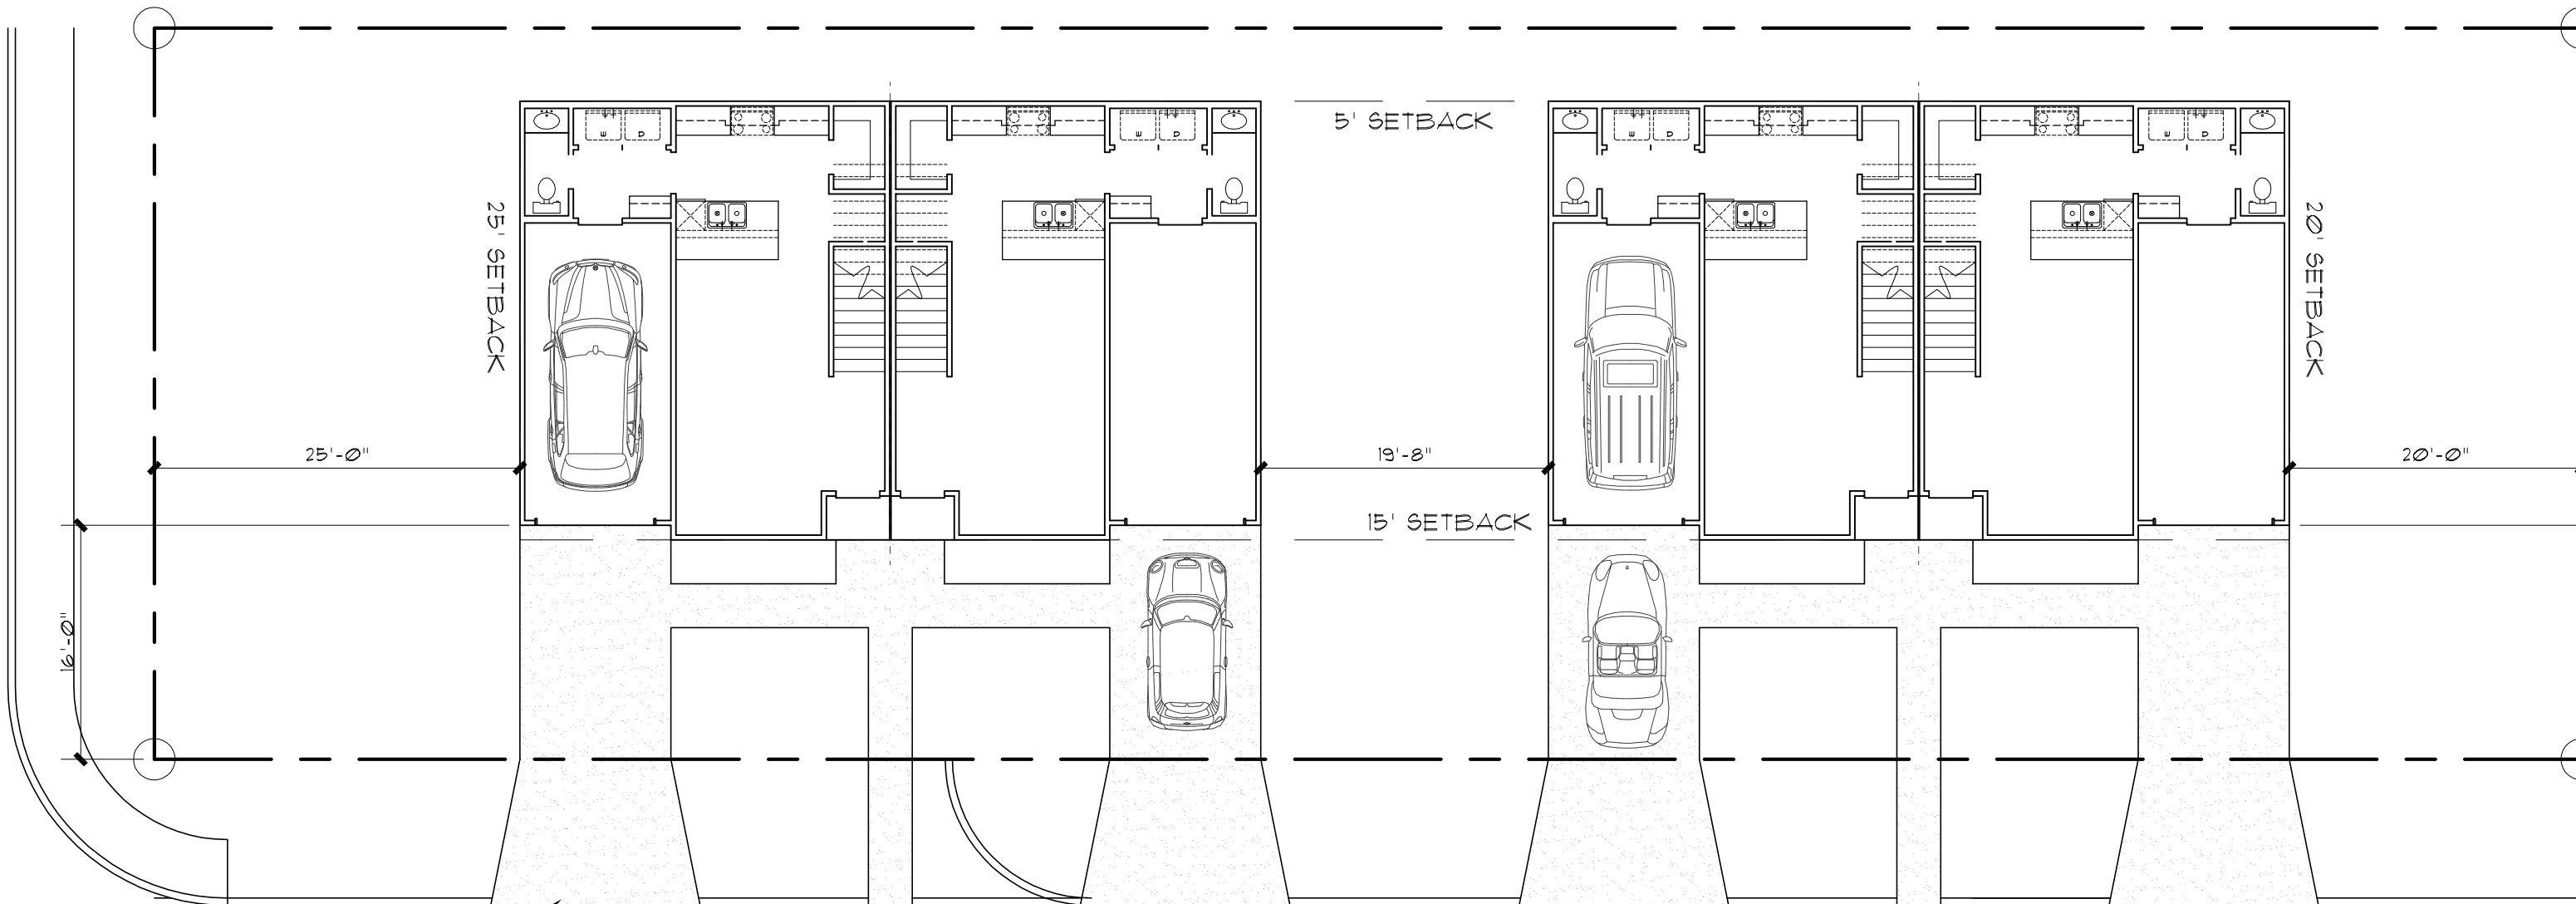 W D
W D
5' SETBACK
W D
W D
25' SETBACK
20' SETBACK
25'-0"
19'-8"
20'-0"
15' SETBACK
16'-0"